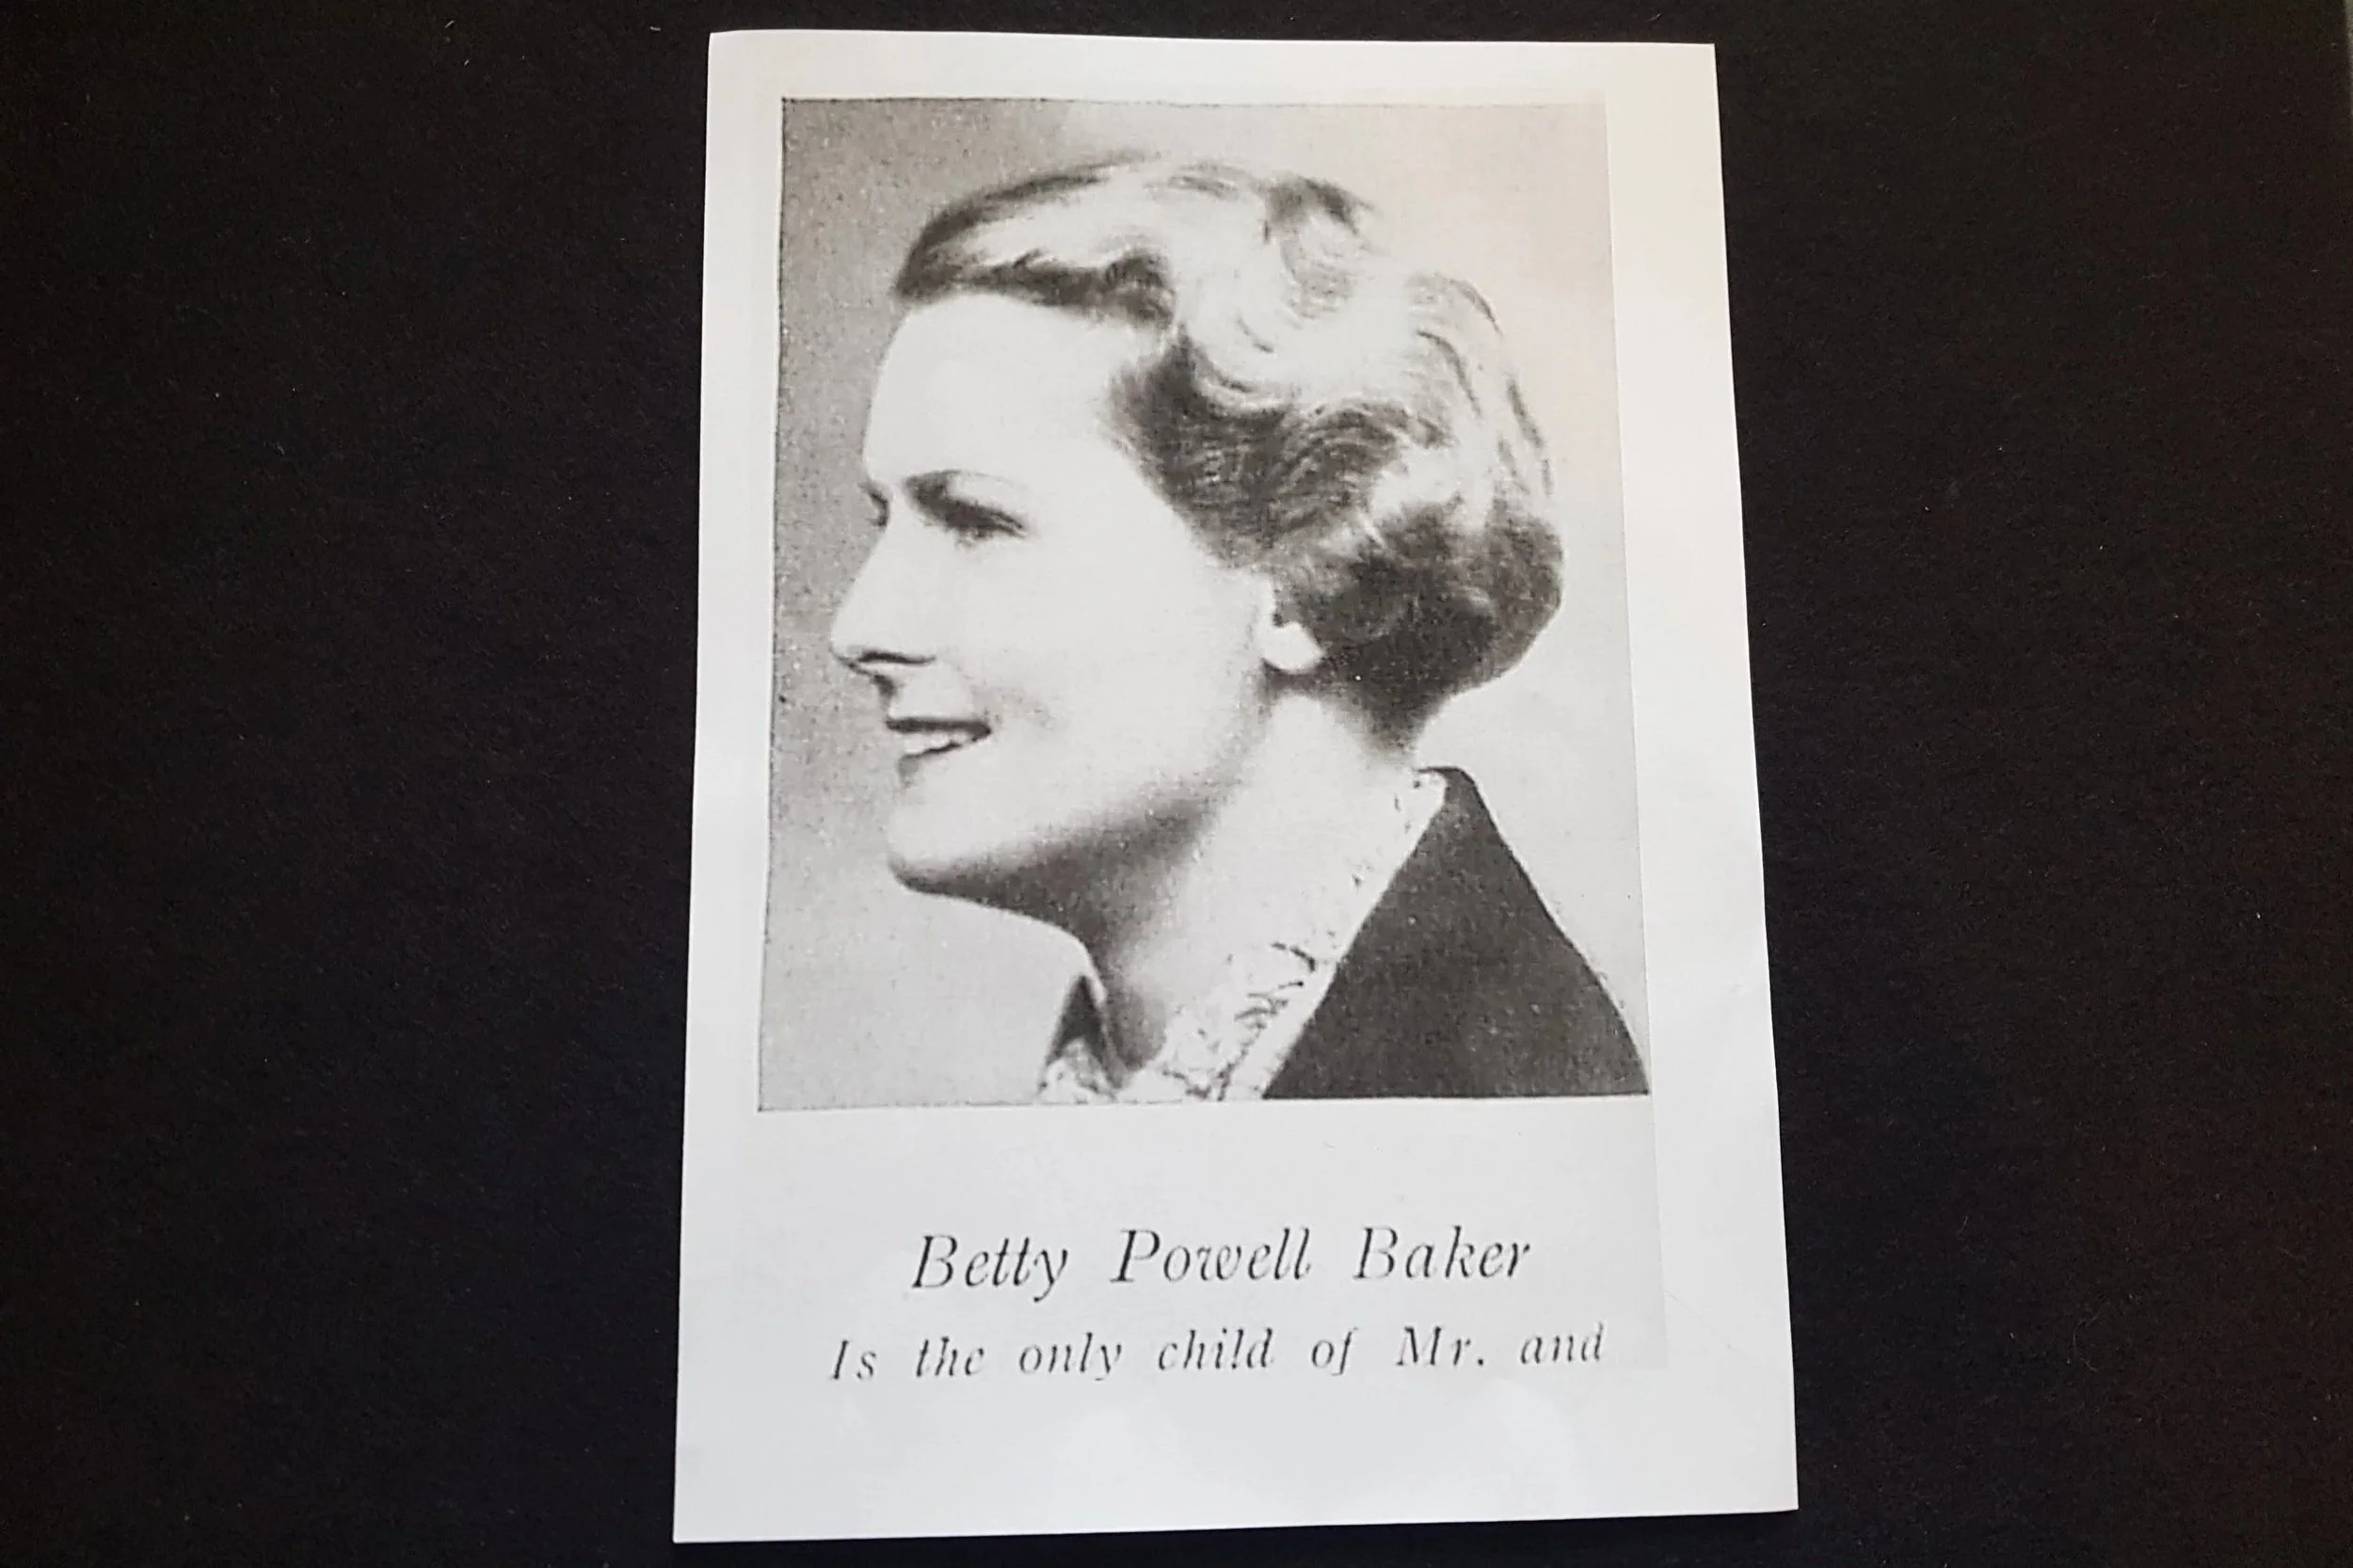 Betty Powell Baker
Is the only child of Mr. and